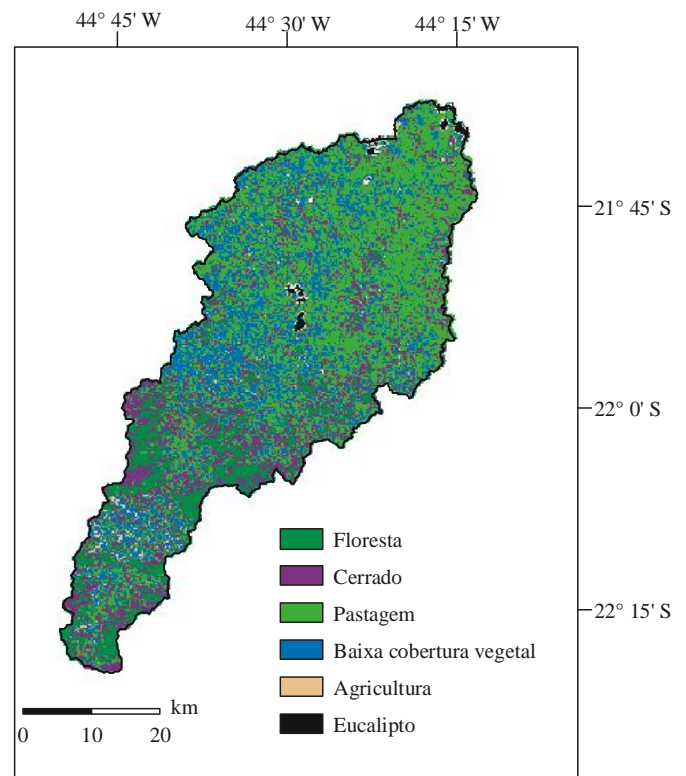 44° 45' W 44° 30' W 44° 15' W
21° 45' S
22° 0' S
22° 15' S
Floresta
Cerrado
Pastagem
Baixa cobertura vegetal
Agricultura
Eucalipto
km
0 10 20